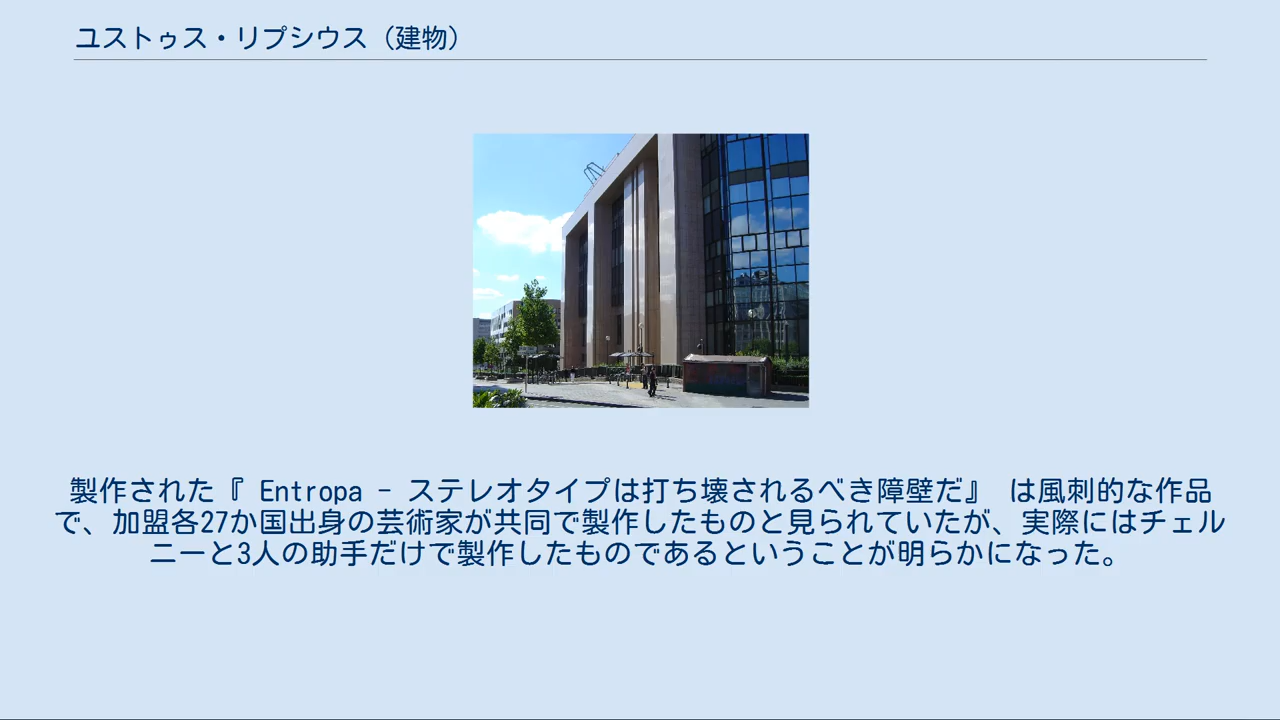 ユストゥス・リプシウス（建物）
製作された『 Entropa - ステレオタイプは打ち壊されるべき障壁だ』 は風刺的な作品
で、加盟各27か国出身の芸術家が共同で製作したものと見られていたが、実際にはチェル
ニーと3人の助手だけで製作したものであるということが明らかになった。